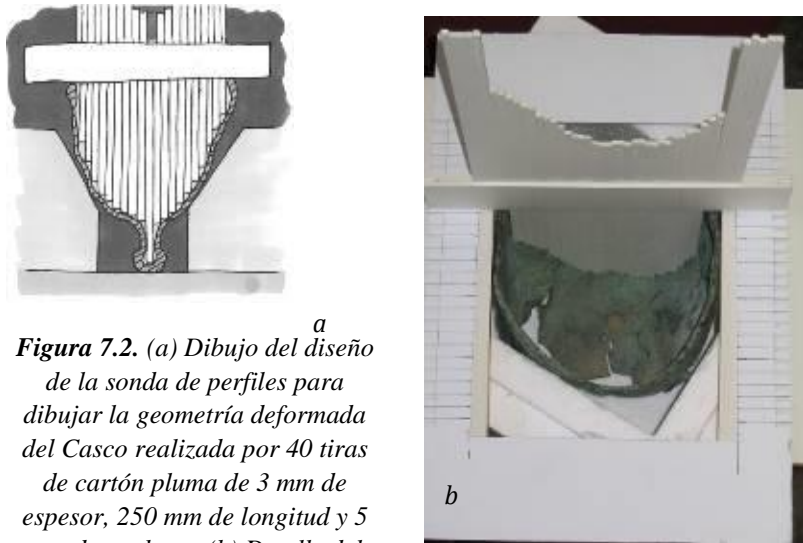 a
Figura 7.2. (a) Dibujo del diseño
de la sonda de perfiles para
dibujar la geometría deformada
del Casco realizada por 40 tiras
de cartón pluma de 3 mm de
espesor, 250 mm de longitud y 5
b